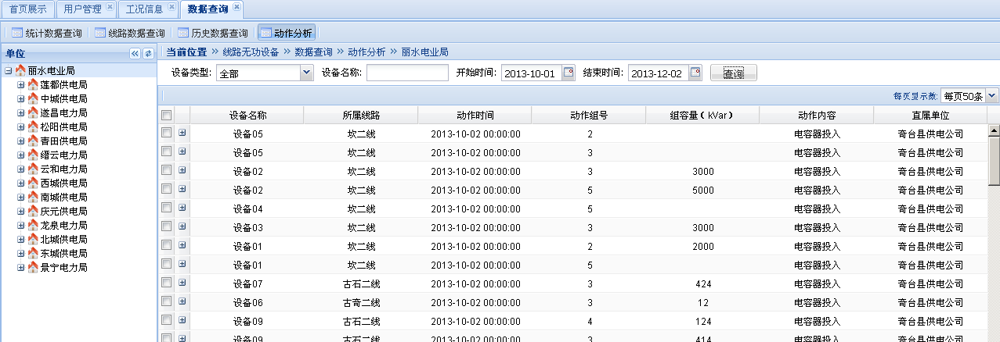 首页展示 用户管理 工况信息 数据查询
统计数据查询 线路数据查询 历史数据查询 动作分析
单位
丽水电业局
莲都供电局
中城供电局
遂昌电力局
松阳供电局
青田供电局
缙云电力局
云和电力局
西城供电局
南城供电局
庆元供电局
龙泉电力局
北城供电局
东城供电局
景宁电力局
当前位置 » 线路无功设备 » 数据查询 » 动作分析 » 丽水电业局
设备类型: 全部 设备名称: 开始时间: 2013-10-01 结束时间: 2013-12-02 查询
每页显示数: 每页50条
设备名称 所属线路 动作时间 动作组号 组容量(kVar) 动作内容 直属单位
设备05 坎二线 2013-10-02 00:00:00 2 电容器投入 奇台县供电公司
设备05 坎二线 2013-10-02 00:00:00 3 电容器投入 奇台县供电公司
设备02 坎二线 2013-10-02 00:00:00 3 3000 电容器投入 奇台县供电公司
设备02 坎二线 2013-10-02 00:00:00 5 5000 电容器投入 奇台县供电公司
设备04 坎二线 2013-10-02 00:00:00 5 电容器投入 奇台县供电公司
设备03 坎二线 2013-10-02 00:00:00 3 3000 电容器投入 奇台县供电公司
设备01 坎二线 2013-10-02 00:00:00 2 2000 电容器投入 奇台县供电公司
设备01 坎二线 2013-10-02 00:00:00 5 电容器投入 奇台县供电公司
设备07 古石二线 2013-10-02 00:00:00 3 424 电容器投入 奇台县供电公司
设备06 古奇二线 2013-10-02 00:00:00 3 12 电容器投入 奇台县供电公司
设备09 古石二线 2013-10-02 00:00:00 4 124 电容器投入 奇台县供电公司
设备09 古石二线 2013-10-02 00:00:00 3 414 电容器投入 奇台县供电公司